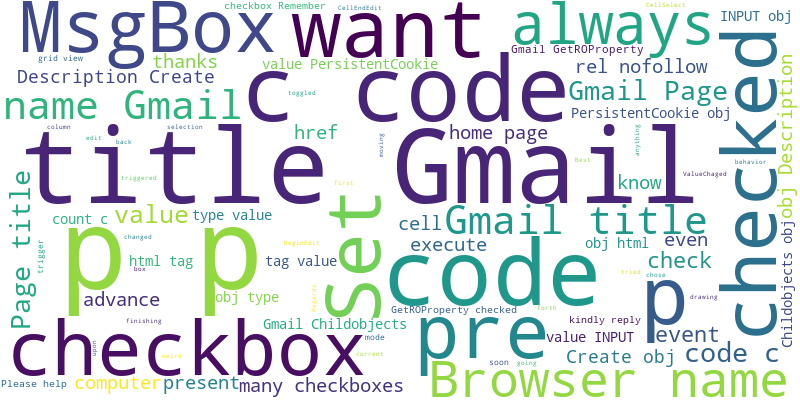 MsgBox
want
always
checkbox Remember
CellEndEdit
CellSelect
INPUT obj
grid view
thanks
Gmail GetROProperty
Description Create
value PersistentCookie
rel nofollow
name Gmail
c code
toggled
Gmail Page
PersistentCookie obj
checked
obj Description
column
selection
href
home page
edit
back
moving
anything
title Gmail
triggered
Best
ValueChaged
behavior
first
know
Page title
count c
value
type value
Set
cell
Gmail title
obj html
even
execute
check
p p
changed
BeginEdit
trigger
html tag
tag value
code
tried
chose
p
Childobjects obj
box
advance
obj type
Regards
forth
drawing
GetROProperty checked
kindly reply
finishing
Gmail Childobjects
pre
value INPUT
event
checkbox
upon
weird
mode
current
soon
going
Create obj
code c
Please help
computer
present
many checkboxes
Browser name